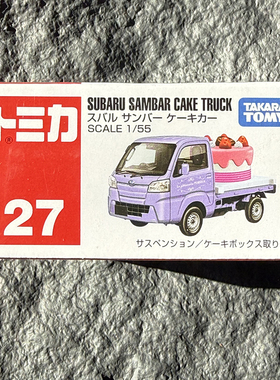 トミカ
SUBARU SAMBAR CAKE TRUCK
スバル サンバー ケーキカー
SCALE 1/55
TAKARA
TOMY
27
サスペンション/ケーキボックス取り